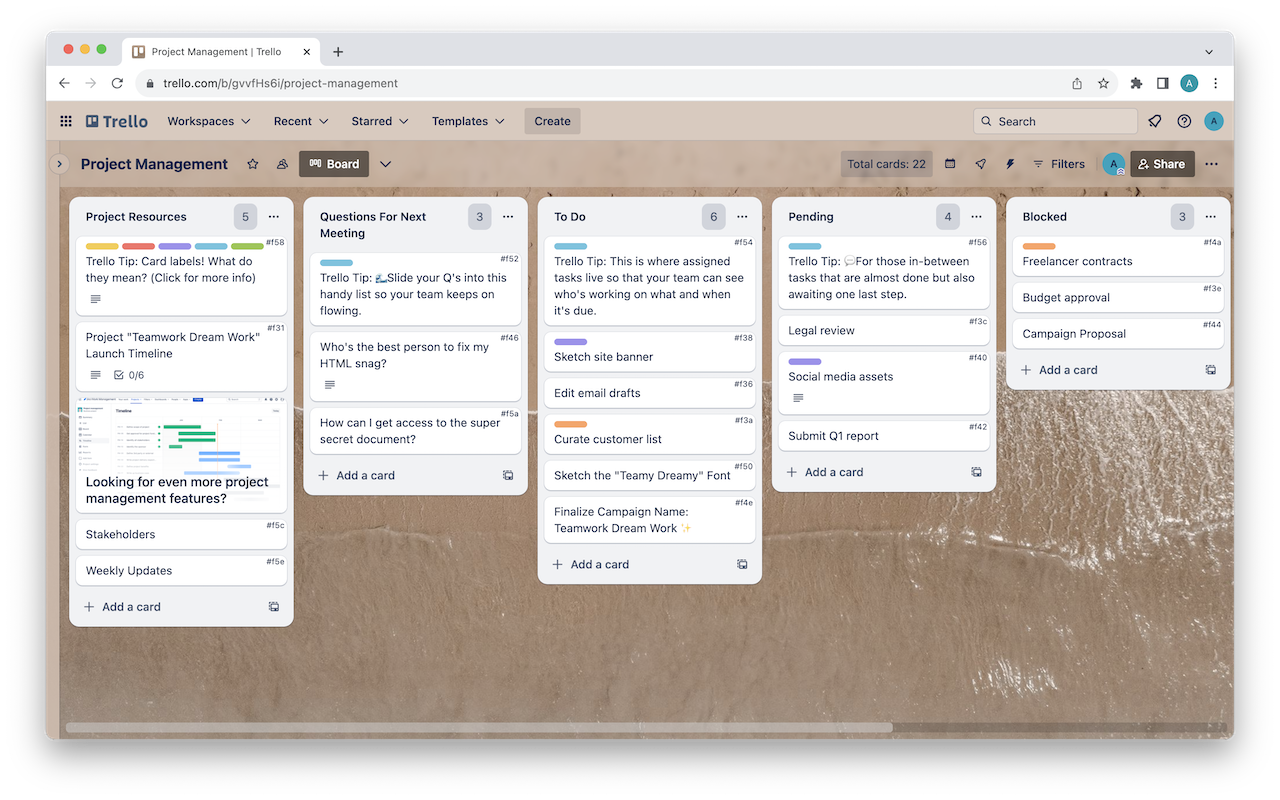 Project Management | Trello
trello.com/b/gvvfHs6i/project-management
A
Trello
Workspaces
Recent
Starred
Templates
Create
Search
A
Project Management
Board
Total cards: 22
Filters
A
Share
Project Resources
5
#f58
Trello Tip: Card labels! What do
they mean? (Click for more info)
#f31
Project "Teamwork Dream Work"
Launch Timeline
0/6
Timeline
Looking for even more project
management features?
#f5c
Stakeholders
#f5e
Weekly Updates
Add a card
Questions For Next
Meeting
3
#f52
Trello Tip: 🌊Slide your Q's into this
handy list so your team keeps on
flowing.
#f46
Who's the best person to fix my
HTML snag?
#f5a
How can I get access to the super
secret document?
Add a card
To Do
6
#f54
Trello Tip: This is where assigned
tasks live so that your team can see
who's working on what and when
it's due.
#f38
Sketch site banner
#f36
Edit email drafts
#f3a
Curate customer list
#f50
Sketch the "Teamy Dreamy" Font
#f4e
Finalize Campaign Name:
Teamwork Dream Work ✨
Add a card
Pending
4
#f56
Trello Tip: 💬For those in-between
tasks that are almost done but also
awaiting one last step.
#f3c
Legal review
#f40
Social media assets
#f42
Submit Q1 report
Add a card
Blocked
3
#f4a
Freelancer contracts
#f3e
Budget approval
#f44
Campaign Proposal
Add a card